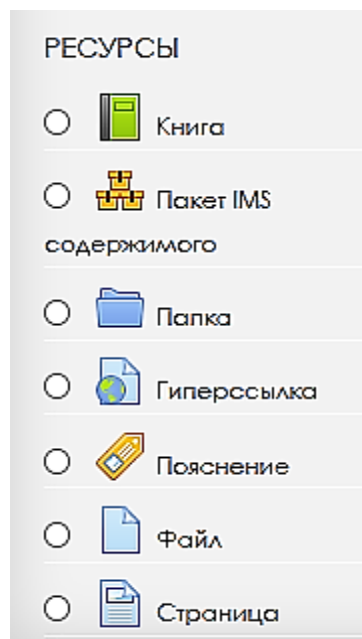 РЕСУРСЫ
Книга
Пакет IMS
содержимого
Папка
Гиперссылка
Пояснение
Файл
Страница